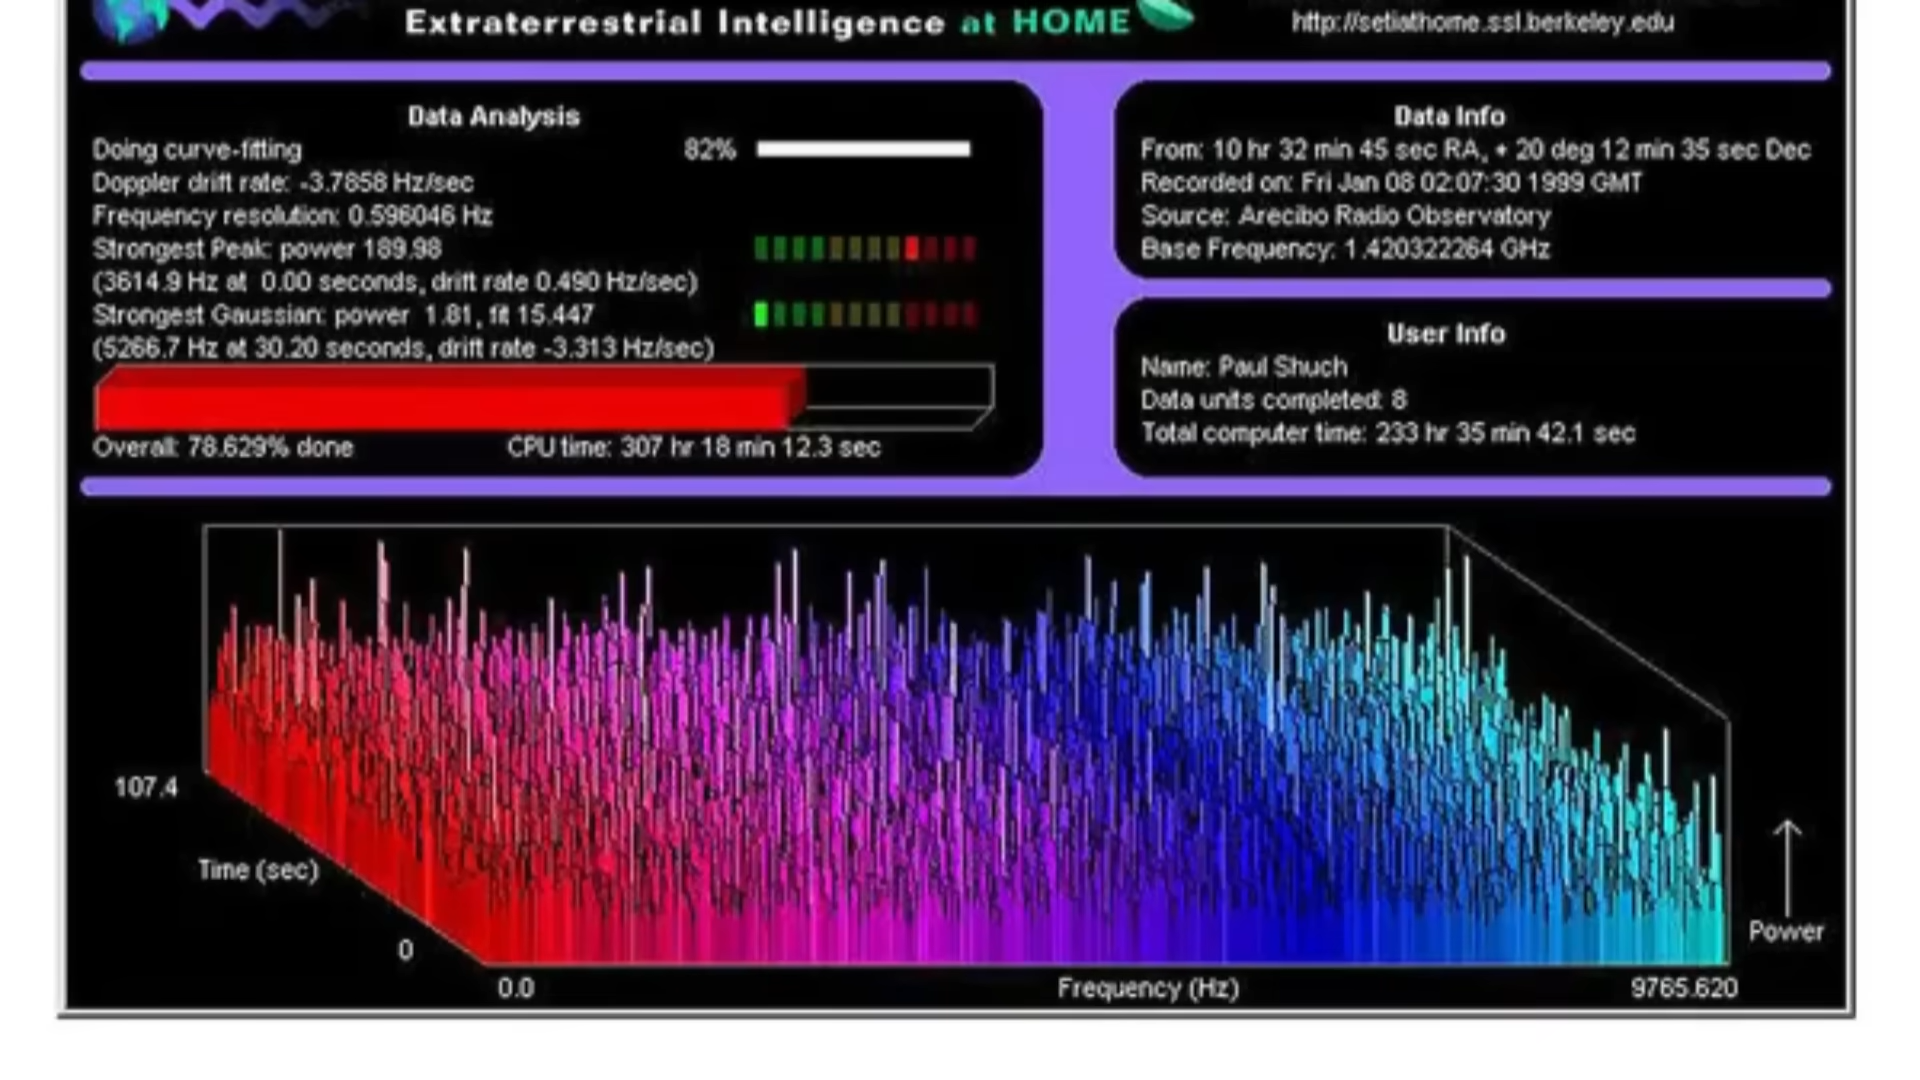 Extraterrestrial Intelligence at HOME
http://setiathome.ssl.berkeley.edu
Data Analysis
Doing curve-fitting 82%
Doppler drift rate: -3.7858 Hz/sec
Frequency resolution: 0.596046 Hz
Strongest Peak: power 189.98
(3614.9 Hz at 0.00 seconds, drift rate 0.490 Hz/sec)
Strongest Gaussian: power 1.81, fit 15.447
(5266.7 Hz at 30.20 seconds, drift rate -3.313 Hz/sec)
Overall: 78.629% done CPU time: 307 hr 18 min 12.3 sec
Data Info
From: 10 hr 32 min 45 sec RA, + 20 deg 12 min 35 sec Dec
Recorded on: Fri Jan 08 02:07:30 1999 GMT
Source: Arecibo Radio Observatory
Base Frequency: 1.420322264 GHz
User Info
Name: Paul Shuch
Data units completed: 8
Total computer time: 233 hr 35 min 42.1 sec
107.4
Time (sec)
0
0.0
Frequency (Hz)
9765.620
Power